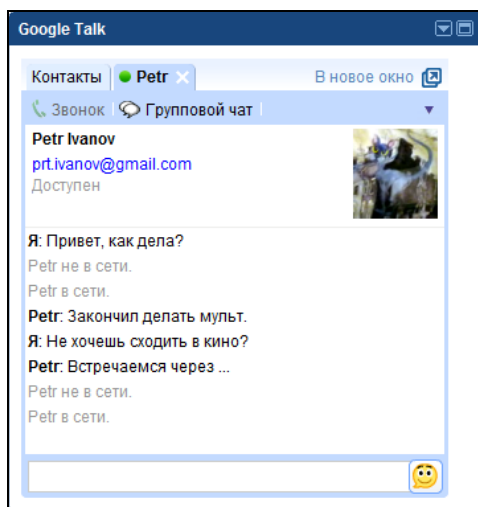 Google Talk
Контакты Petr В новое окно
Звонок Групповой чат
Petr Ivanov
prt.ivanov@gmail.com
Доступен
Я: Привет, как дела?
Petr не в сети.
Petr в сети.
Petr: Закончил делать мульт.
Я: Не хочешь сходить в кино?
Petr: Встречаемся через ...
Petr не в сети.
Petr в сети.